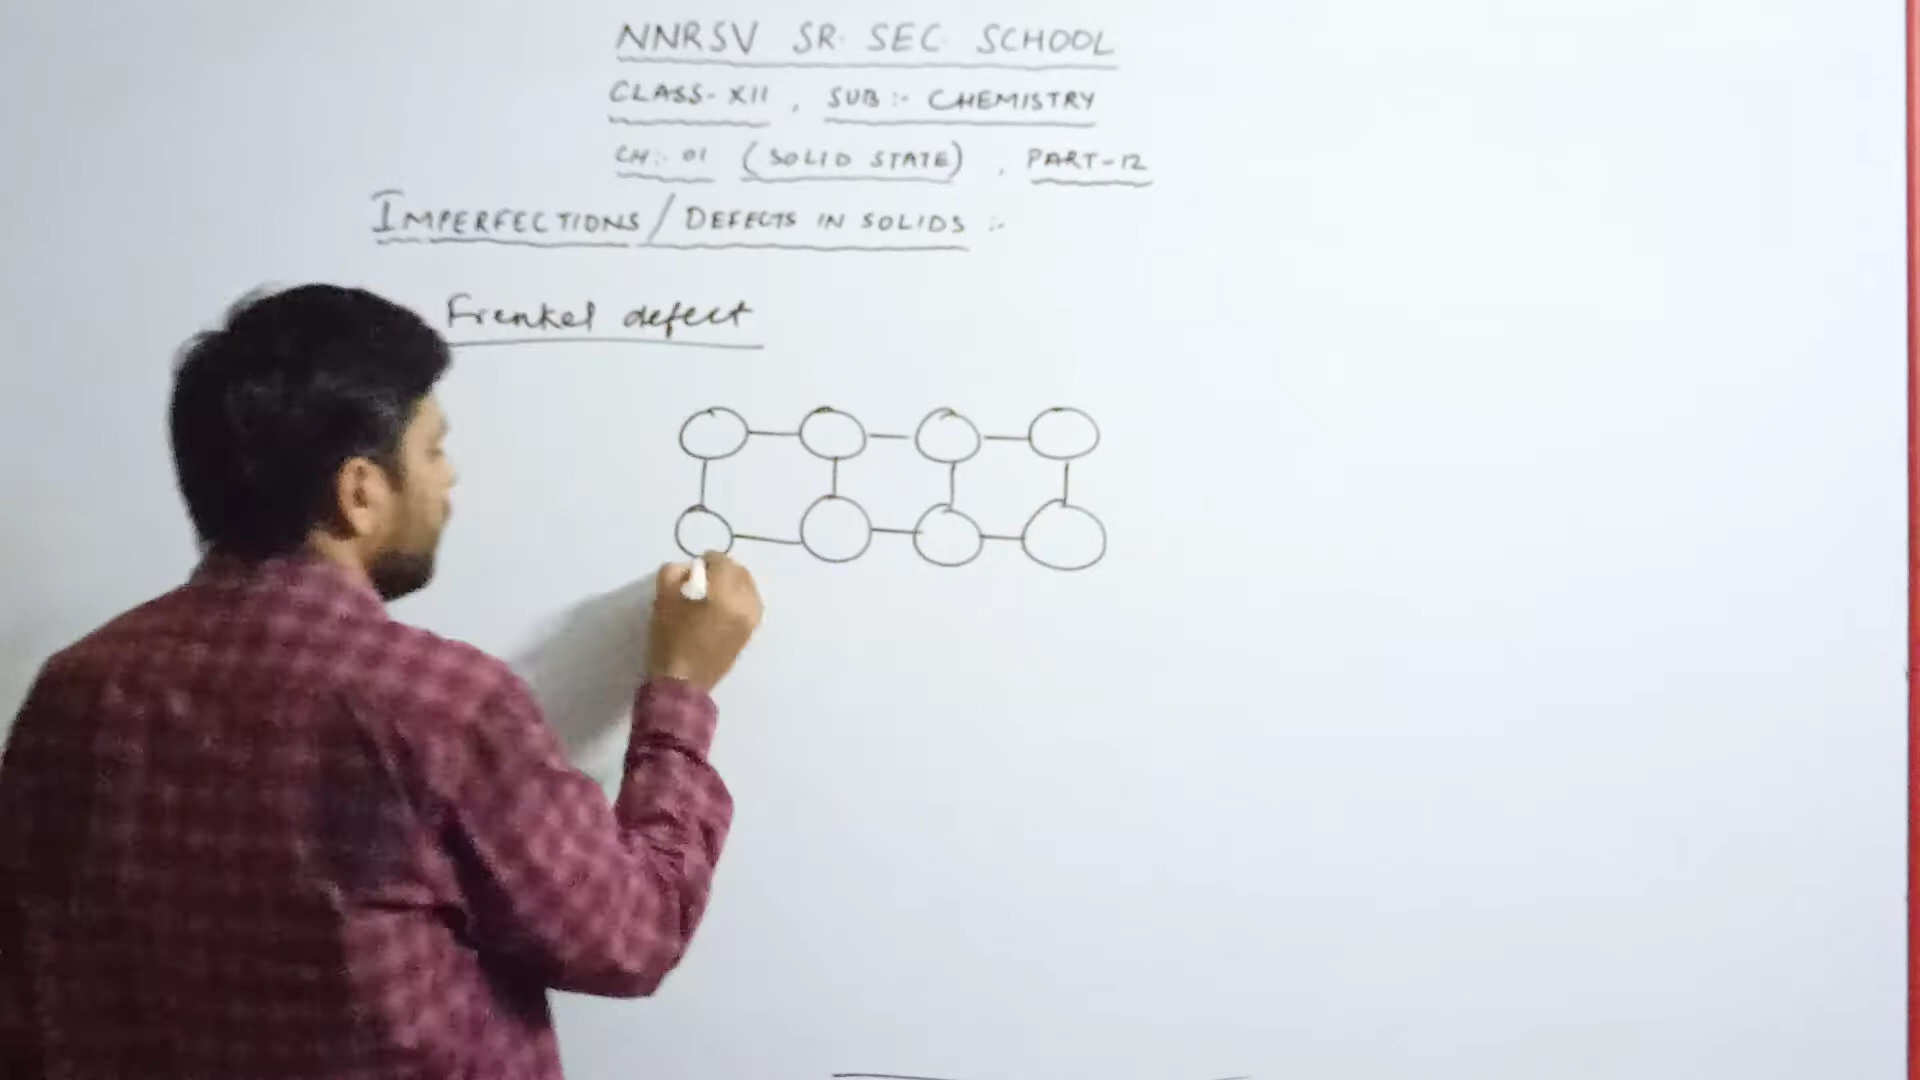 NNRSV SR. SEC. SCHOOL
CLASS-XII, SUB:- CHEMISTRY
CH:- 01 (SOLID STATE), PART-12
IMPERFECTIONS/DEFECTS IN SOLIDS :-
Frenkel defect